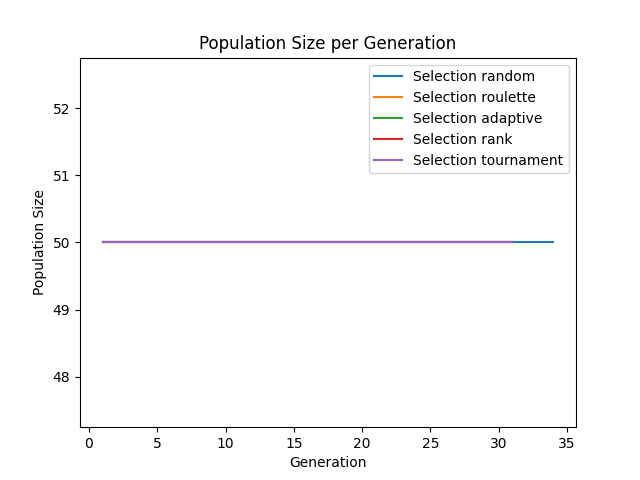 Population Size per Generation
Selection random
Selection roulette
Selection adaptive
Selection rank
Selection tournament
Population Size
52
51
50
49
48
0 5 10 15 20 25 30 35
Generation